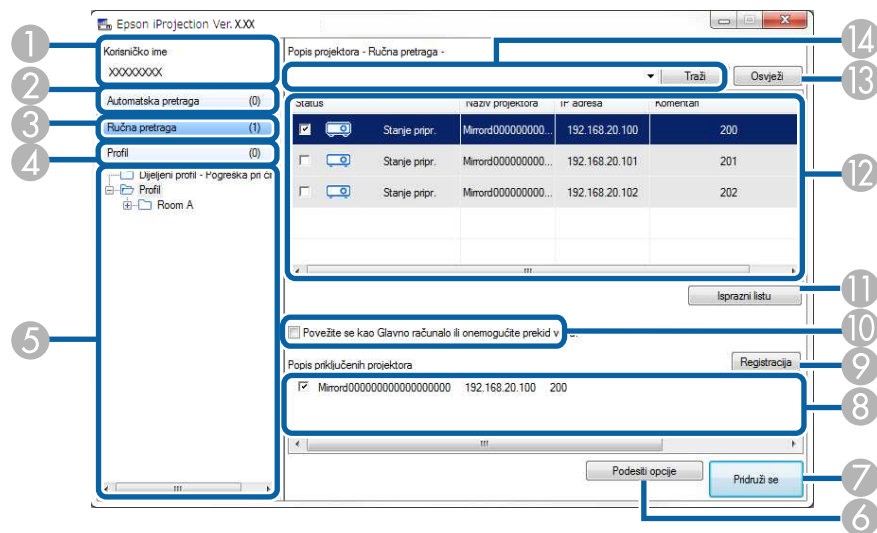 Epson iProjection Ver. X.XX
14
1
Korisničko ime
XXXXXXXX
Popis projektora - Ručna pretraga -
Traži
Osvježi
13
2
Automatska pretraga (0)
Status Naziv projektora IP adresa Komentari
3
Ručna pretraga (1)
Stanje pripr. Mirrord000000000... 192.168.20.100 200
4
Profil (0)
Stanje pripr. Mirrord000000000... 192.168.20.101 201
12
Dijeljeni profil - Pogreška pri
Profil
Stanje pripr. Mirrord000000000... 192.168.20.102 202
Room A
Isprazni listu
11
5
Povežite se kao Glavno računalo ili onemogućite prekid
10
Popis priključenih projektora
Registracija
9
Mirrord000000000000000000 192.168.20.100 200
8
Podesiti opcije
Pridruži se
7
6